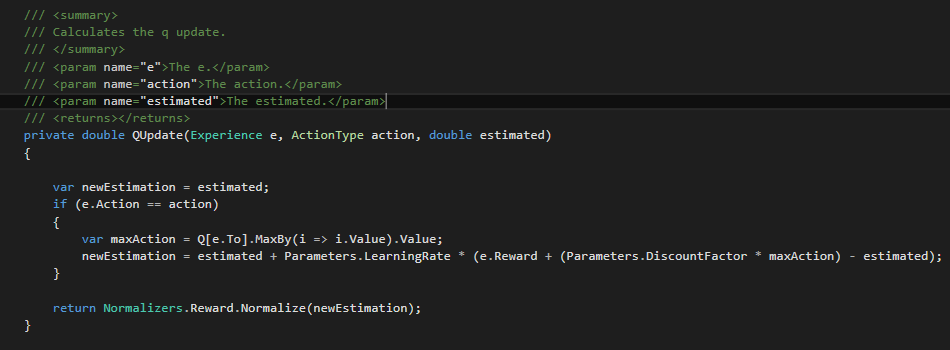 /// <summary>
/// Calculates the q update.
/// </summary>
/// <param name="e">The e.</param>
/// <param name="action">The action.</param>
/// <param name="estimated">The estimated.</param>
/// <returns></returns>
private double QUpdate(Experience e, ActionType action, double estimated)
{
var newEstimation = estimated;
if (e.Action == action)
{
var maxAction = Q[e.To].MaxBy(i => i.Value).Value;
newEstimation = estimated + Parameters.LearningRate * (e.Reward + (Parameters.DiscountFactor * maxAction) - estimated);
}
return Normalizers.Reward.Normalize(newEstimation);
}